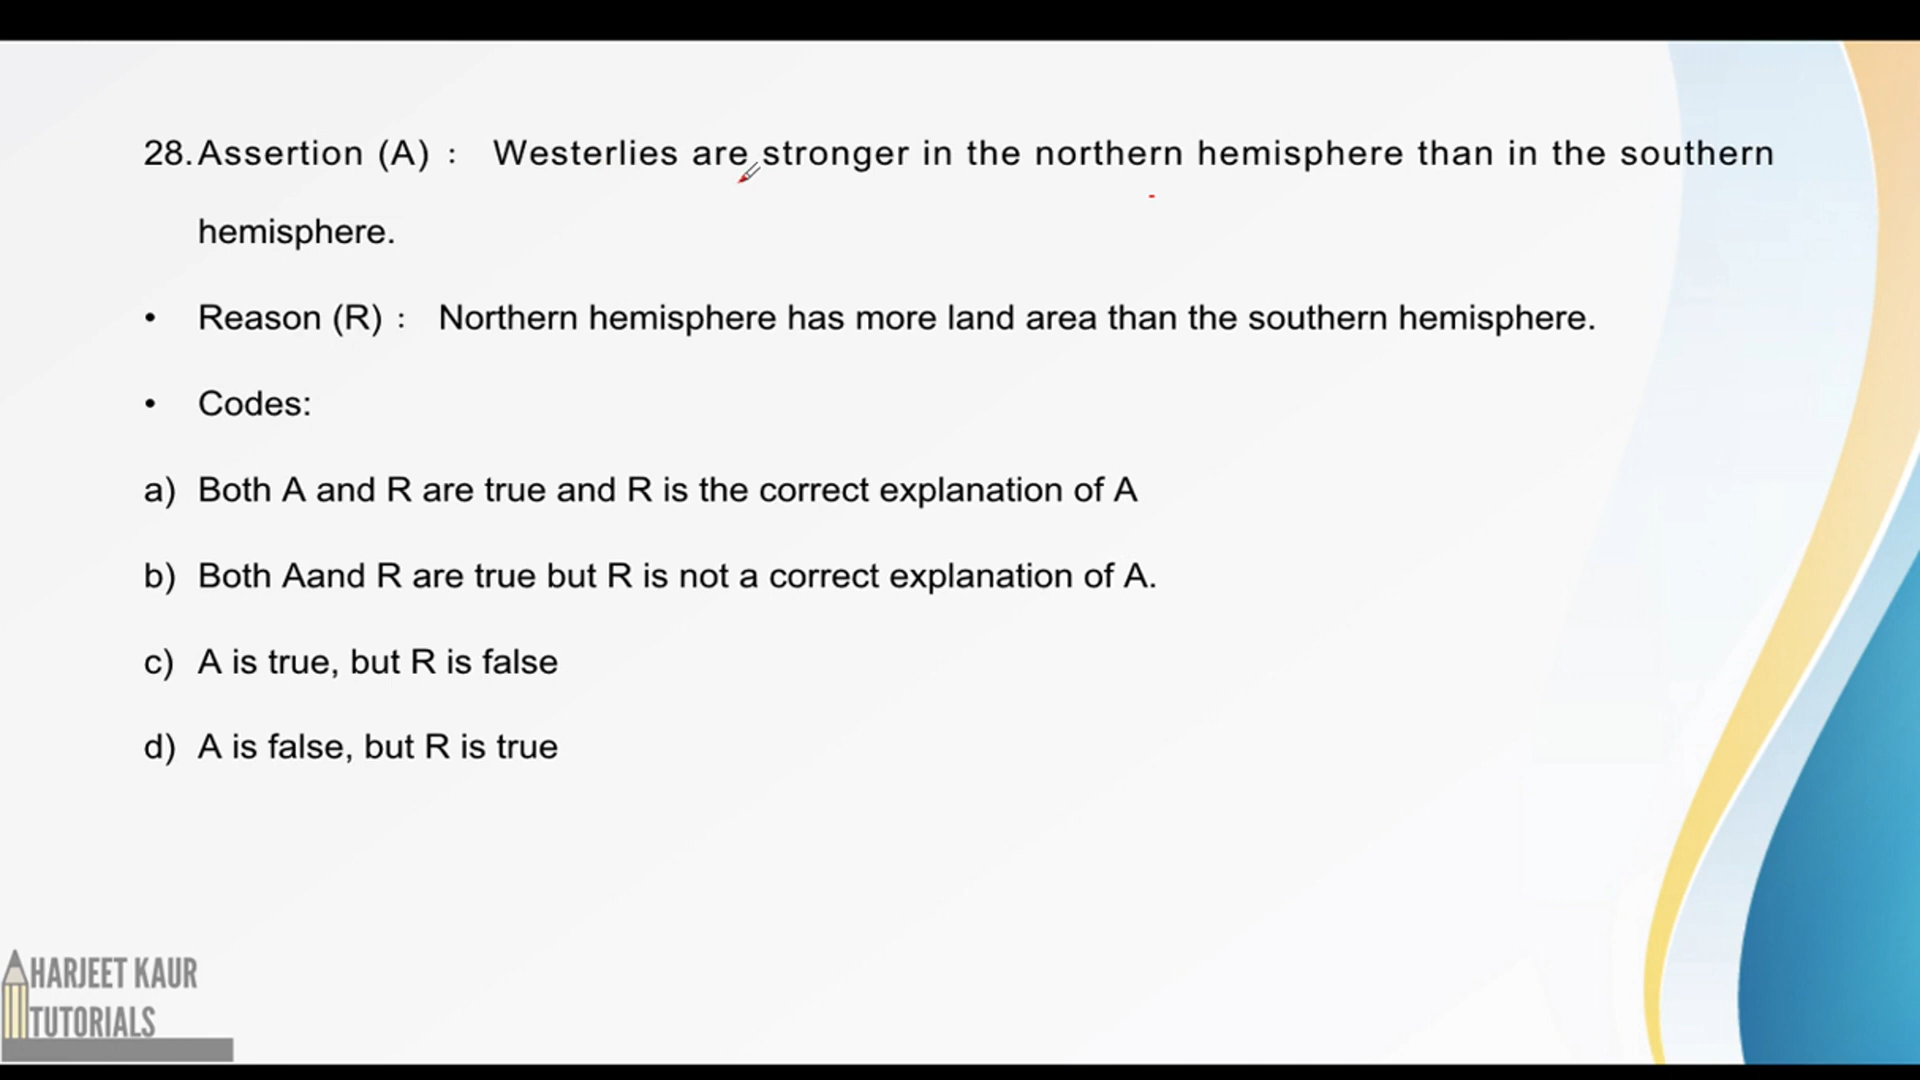 28. Assertion (A) : Westerlies are stronger in the northern hemisphere than in the southern
hemisphere.
• Reason (R) : Northern hemisphere has more land area than the southern hemisphere.
• Codes:
a) Both A and R are true and R is the correct explanation of A
b) Both Aand R are true but R is not a correct explanation of A.
c) A is true, but R is false
d) A is false, but R is true
HARJEET KAUR
TUTORIALS